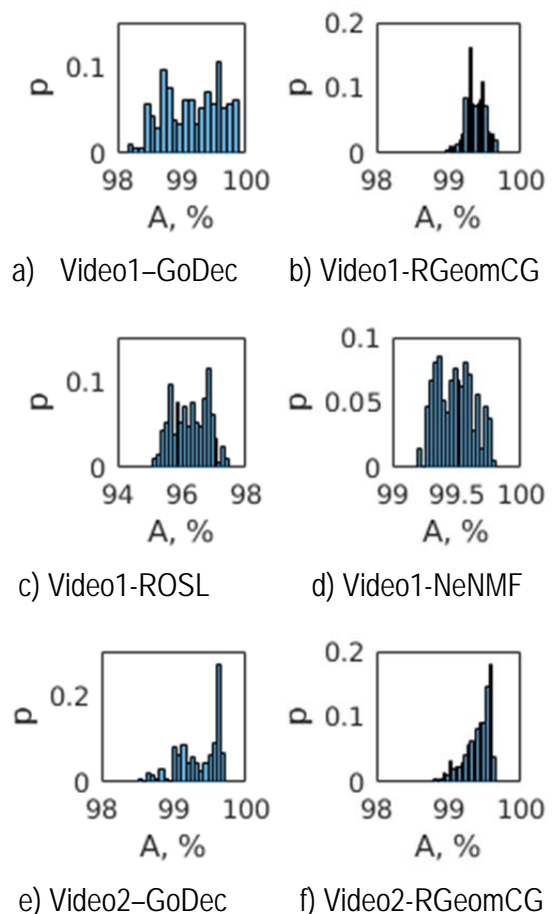 0.1
0
p
98 99 100
A, %
a) Video1–GoDec
0.2
0.1
0
p
98 99 100
A, %
b) Video1-RGeomCG
0.1
0
p
94 96 98
A, %
c) Video1-ROSL
0.1
0.05
0
p
99 99.5 100
A, %
d) Video1-NeNMF
0.2
0
p
98 99 100
A, %
e) Video2–GoDec
0.2
0.1
0
p
98 99 100
A, %
f) Video2-RGeomCG